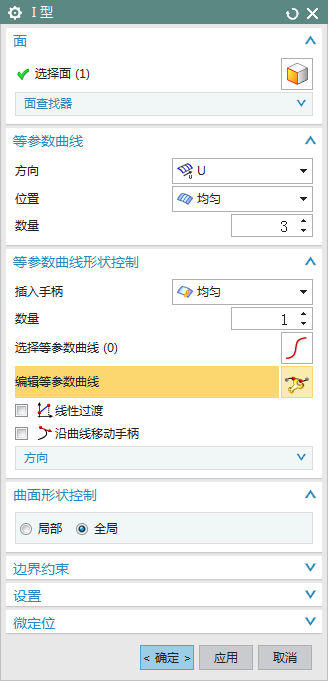 I 型
面
选择面 (1)
面查找器
等参数曲线
方向 U
位置 均匀
数量 3
等参数曲线形状控制
插入手柄 均匀
数量 1
选择等参数曲线 (0)
编辑等参数曲线
线性过渡
沿曲线移动手柄
方向
曲面形状控制
局部 全局
边界约束
设置
微定位
< 确定 > 应用 取消